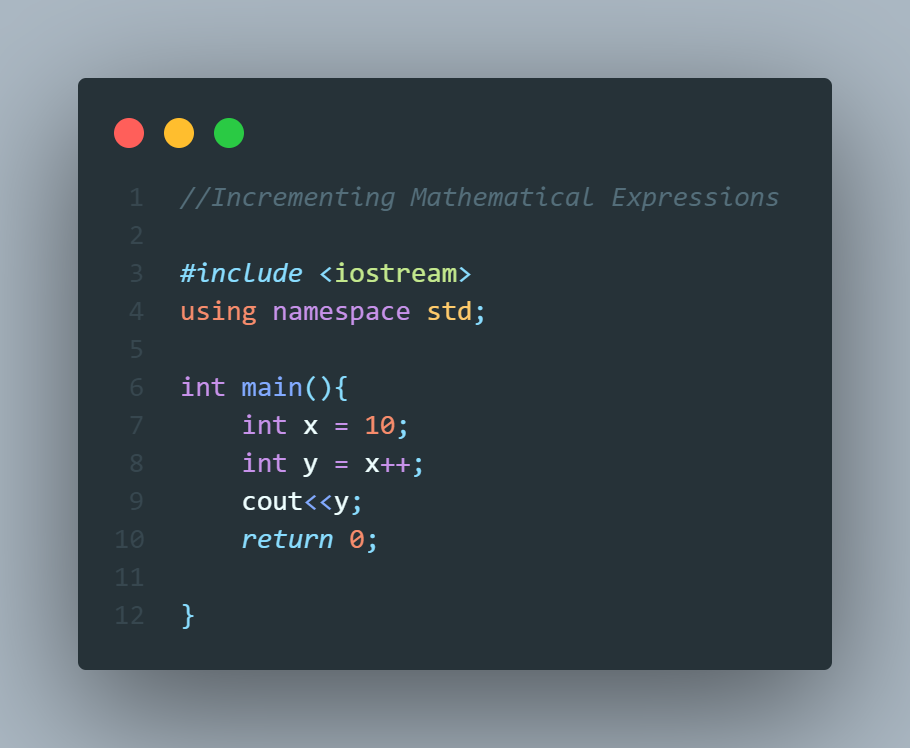 1 //Incrementing Mathematical Expressions
2
3 #include <iostream>
4 using namespace std;
5
6 int main(){
7     int x = 10;
8     int y = x++;
9     cout<<y;
10     return 0;
11
12 }